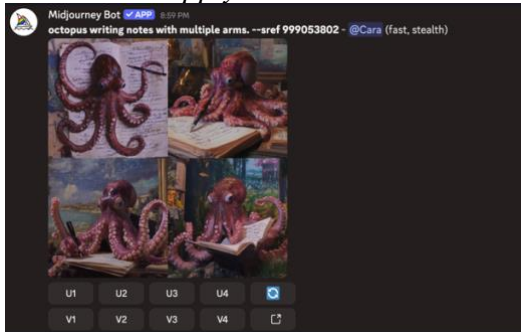 Midjourney Bot ✓ APP 8:59 PM
octopus writing notes with multiple arms. --sref 999053802 - @Cara (fast, stealth)
U1 U2 U3 U4
V1 V2 V3 V4